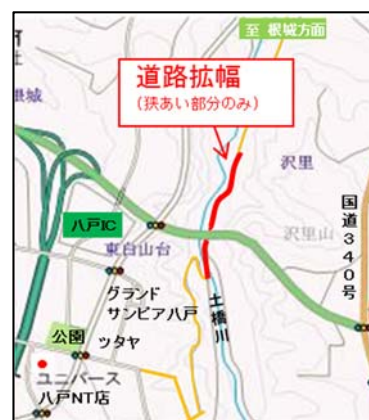 至 根城方面
道路拡幅
(狭あい部分のみ)
根城
沢里
八戸IC
国道340号
沢里山
東白山台
グランド
サンピア八戸
土橋川
公園
ツタヤ
ユニバース
八戸NT店